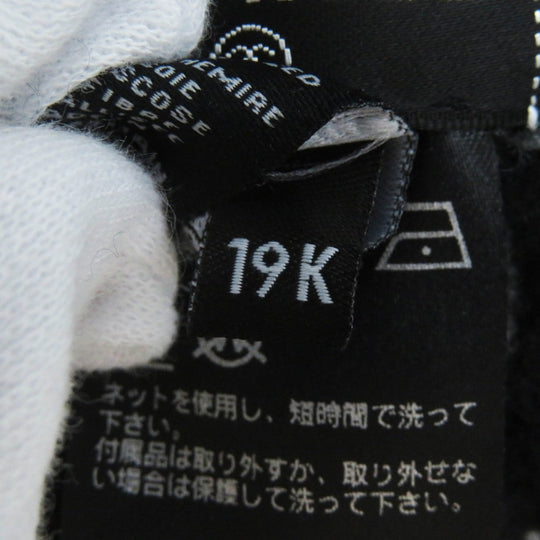 EMIRE
OIE
SCOSE
19K
ネットを使用し、短時間で洗って
下さい。
付属品は取り外すか、取り外せな
い場合は保護して洗って下さい。